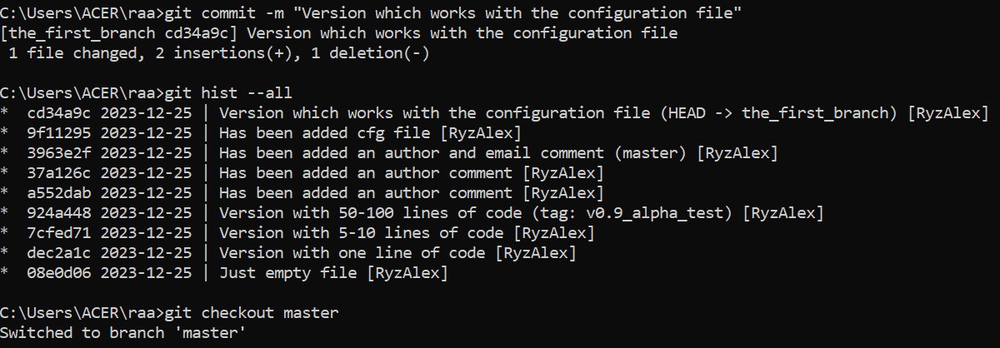 C:\Users\ACER\raa>git commit -m "Version which works with the configuration file"
[the_first_branch cd34a9c] Version which works with the configuration file
 1 file changed, 2 insertions(+), 1 deletion(-)
C:\Users\ACER\raa>git hist --all
*  cd34a9c 2023-12-25 | Version which works with the configuration file (HEAD -> the_first_branch) [RyzAlex]
*  9f11295 2023-12-25 | Has been added cfg file [RyzAlex]
*  3963e2f 2023-12-25 | Has been added an author and email comment (master) [RyzAlex]
*  37a126c 2023-12-25 | Has been added an author comment [RyzAlex]
*  a552dab 2023-12-25 | Has been added an author comment [RyzAlex]
*  924a448 2023-12-25 | Version with 50-100 lines of code (tag: v0.9_alpha_test) [RyzAlex]
*  7cfed71 2023-12-25 | Version with 5-10 lines of code [RyzAlex]
*  dec2a1c 2023-12-25 | Version with one line of code [RyzAlex]
*  08e0d06 2023-12-25 | Just empty file [RyzAlex]
C:\Users\ACER\raa>git checkout master
Switched to branch 'master'